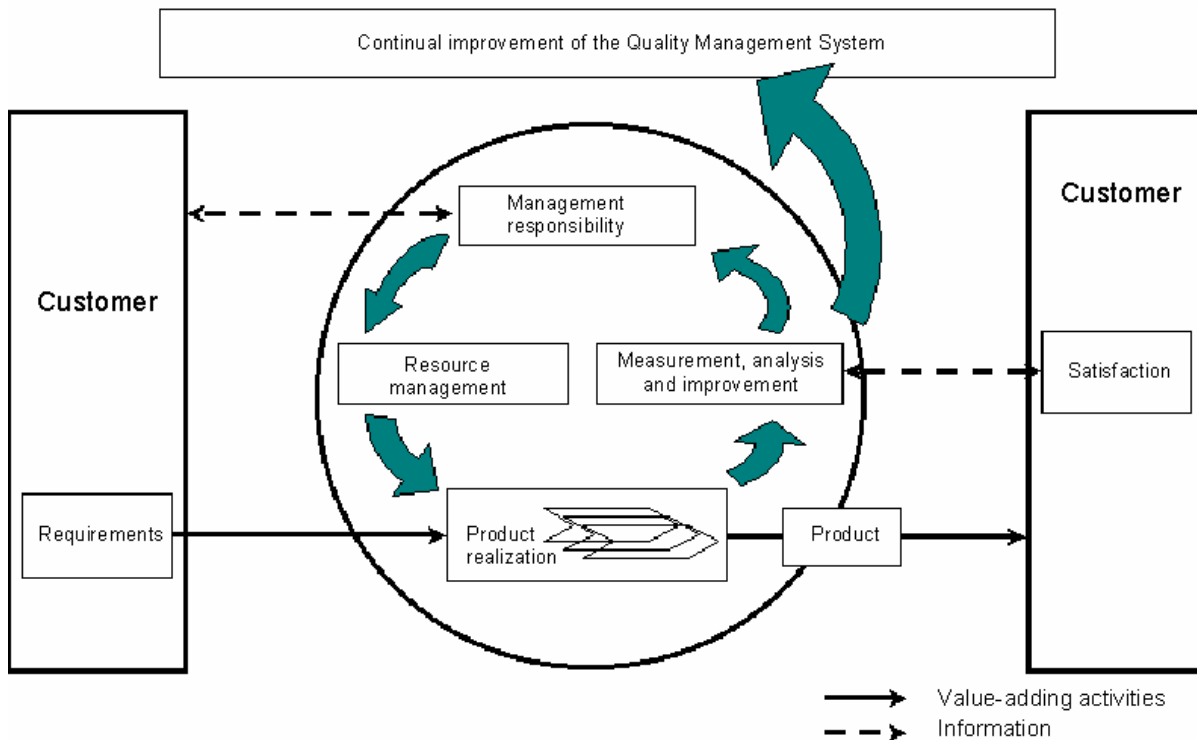 Continual improvement of the Quality Management System
Customer
Requirements
Management
responsibility
Resource
management
Measurement, analysis
and improvement
Product
realization
Product
Customer
Satisfaction
Value-adding activities
Information